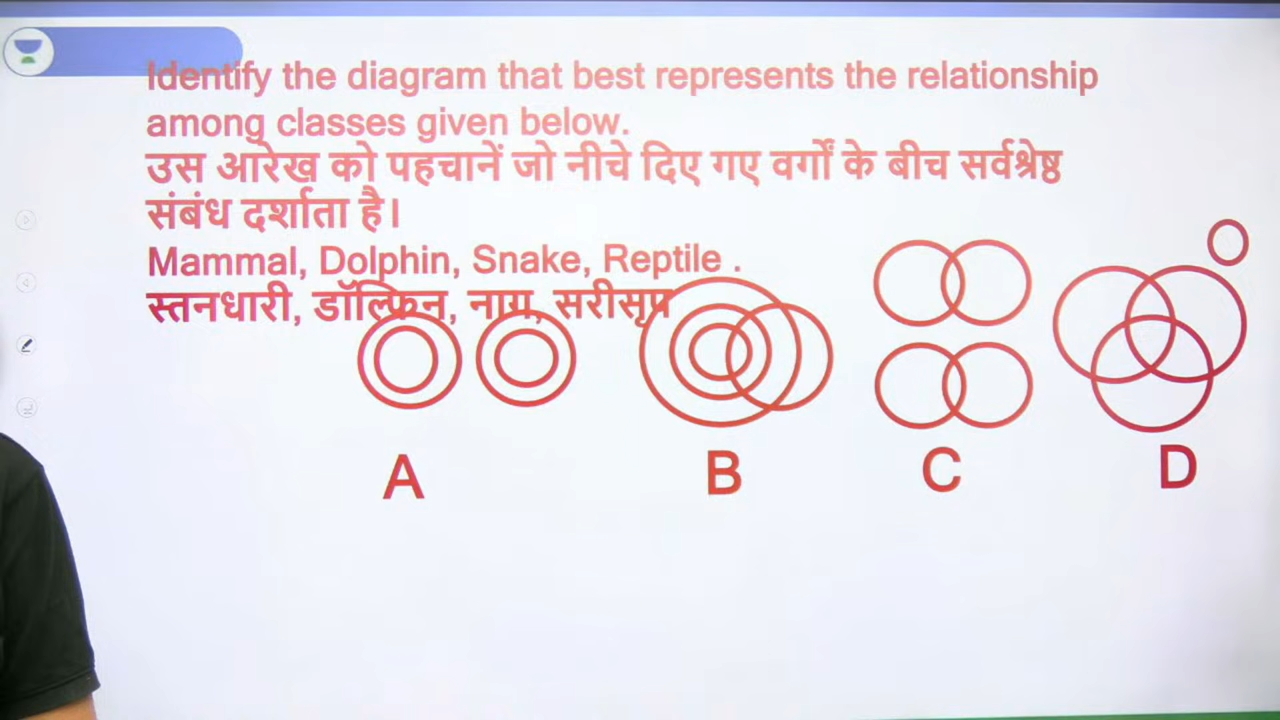 Identify the diagram that best represents the relationship
among classes given below.
उस आरेख को पहचानें जो नीचे दिए गए वर्गों के बीच सर्वश्रेष्ठ
संबंध दर्शाता है।
Mammal, Dolphin, Snake, Reptile .
स्तनधारी, डॉल्फिन, नाग, सरीसृप
A B C D